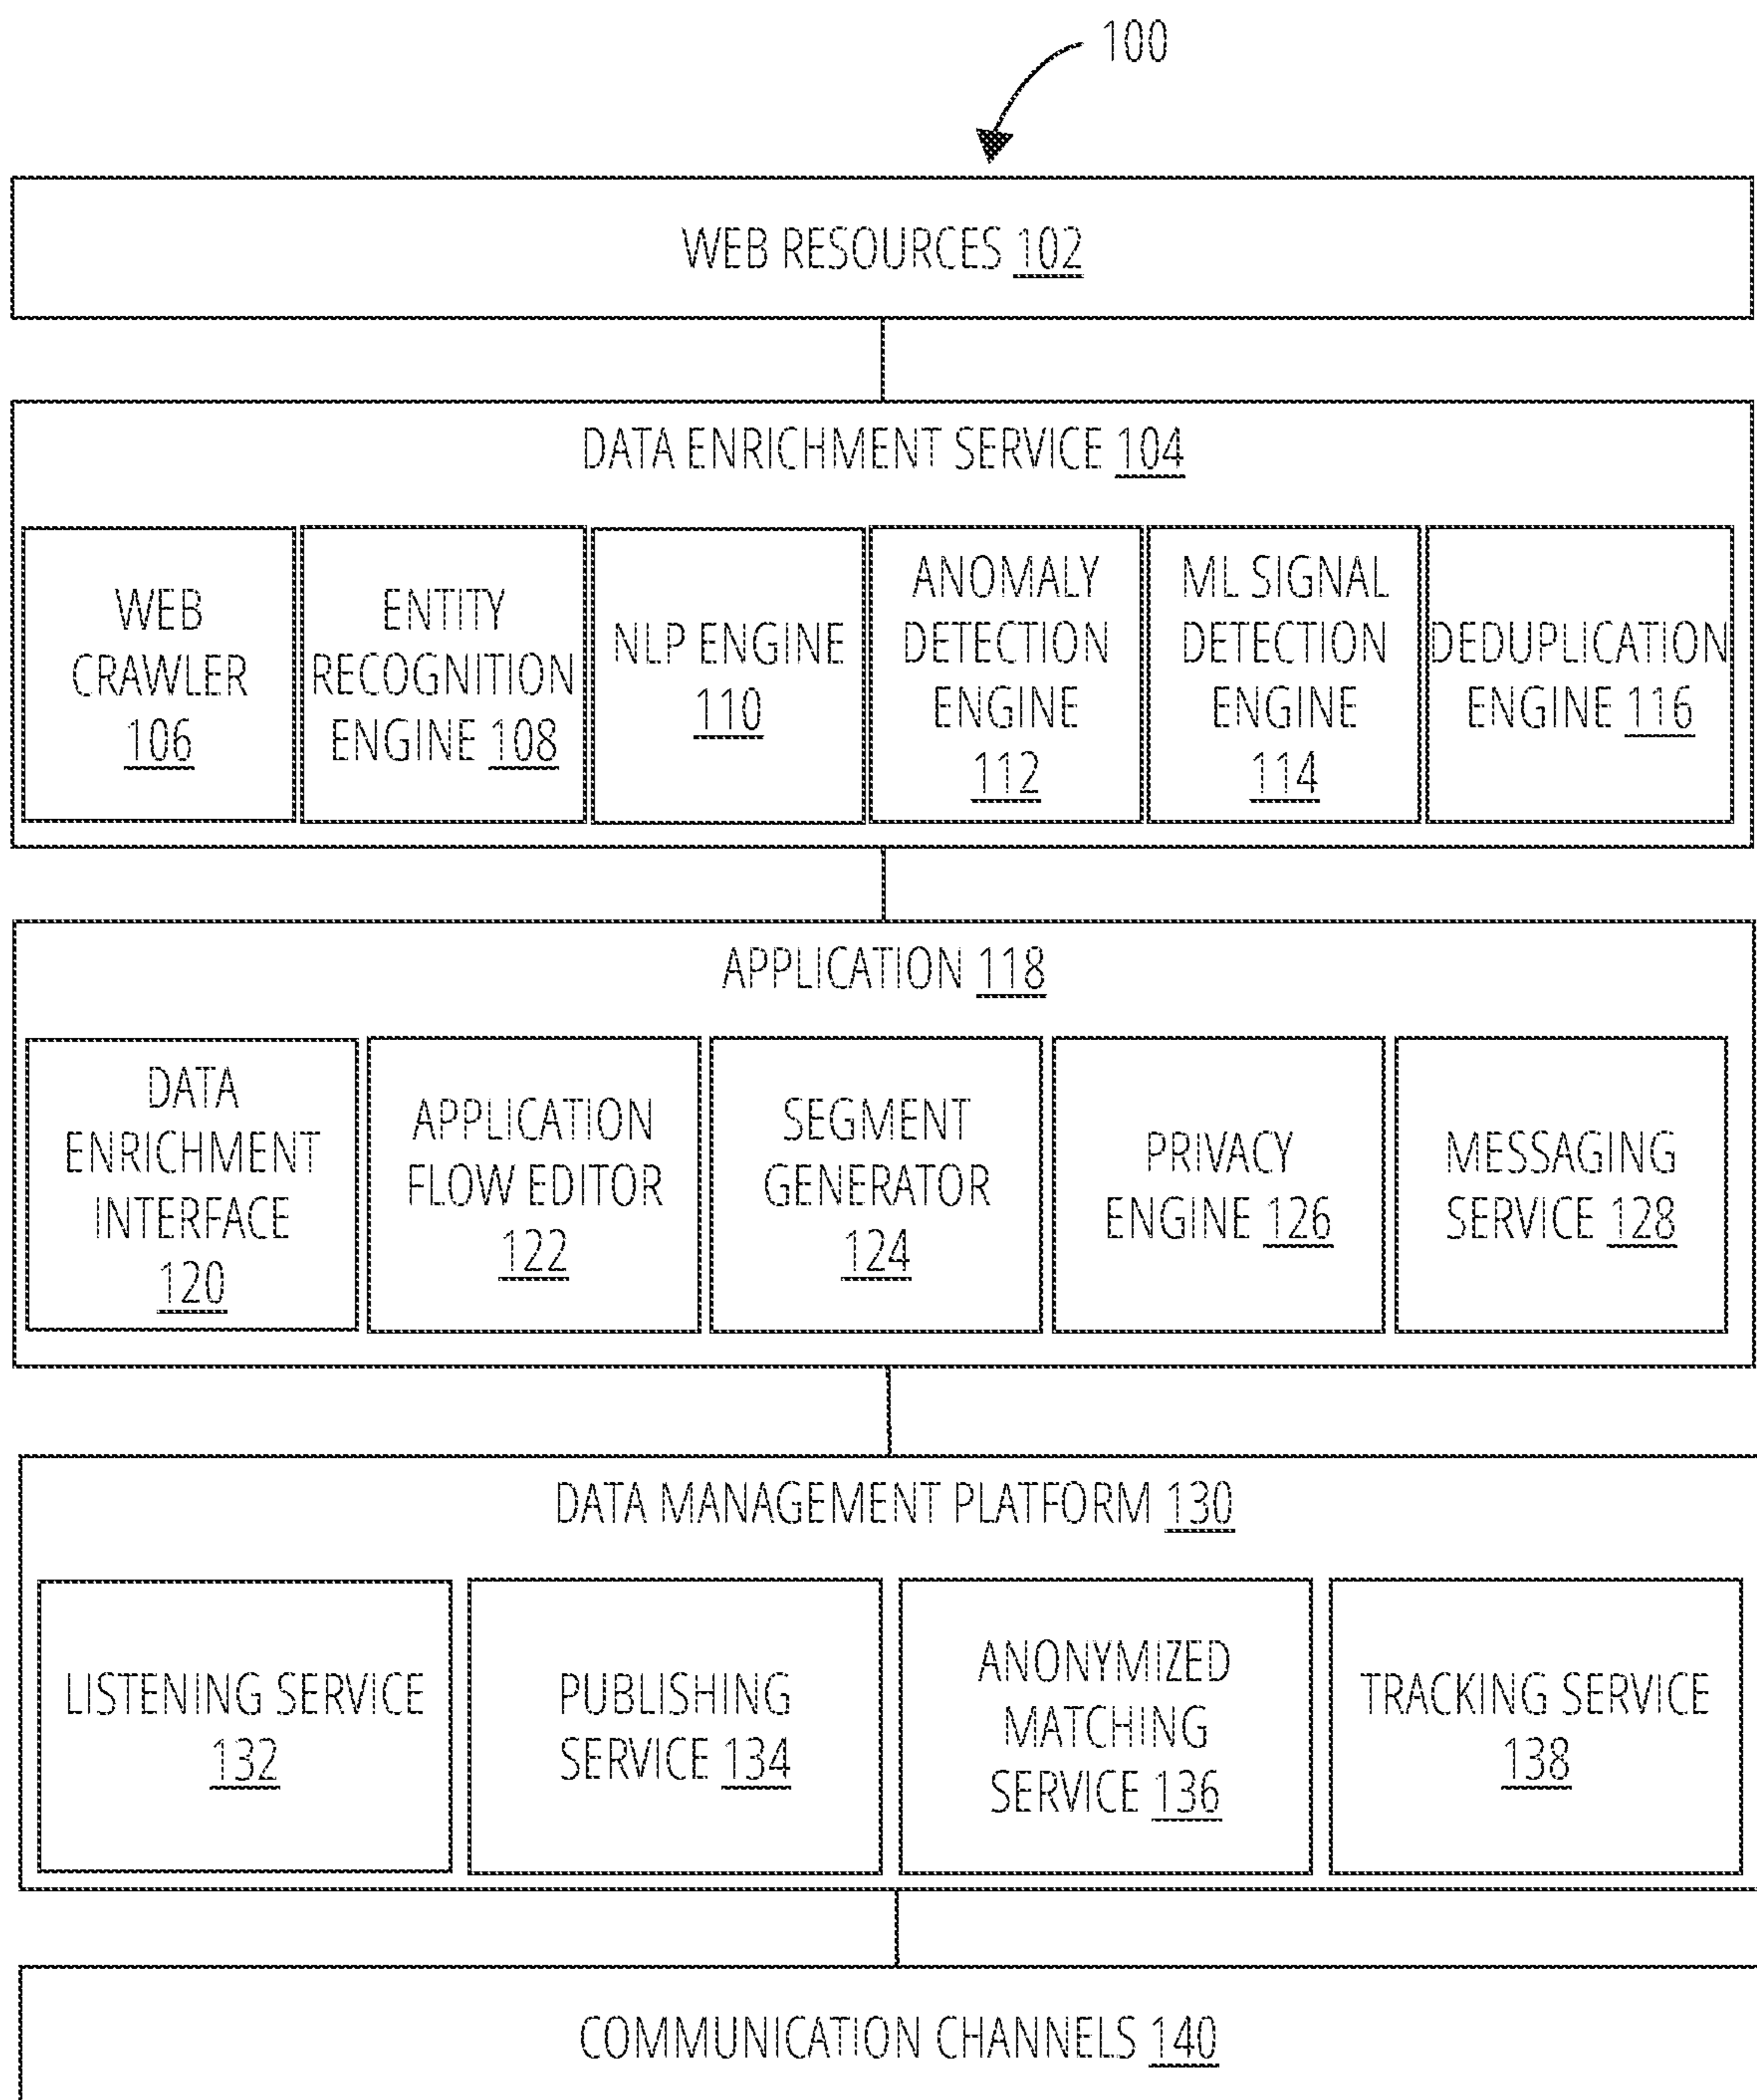 100
WEB RESOURCES 102
DATA ENRICHMENT SERVICE 104
WEB
CRAWLER
106
ENTITY
RECOGNITION
ENGINE 108
NLP ENGINE
110
ANOMALY
DETECTION
ENGINE
112
ML SIGNAL
DETECTION
ENGINE
114
DEDUPLICATION
ENGINE 116
APPLICATION 118
DATA
ENRICHMENT
INTERFACE
120
APPLICATION
FLOW EDITOR
122
SEGMENT
GENERATOR
124
PRIVACY
ENGINE 126
MESSAGING
SERVICE 128
DATA MANAGEMENT PLATFORM 130
LISTENING SERVICE
132
PUBLISHING
SERVICE 134
ANONYMIZED
MATCHING
SERVICE 136
TRACKING SERVICE
138
COMMUNICATION CHANNELS 140